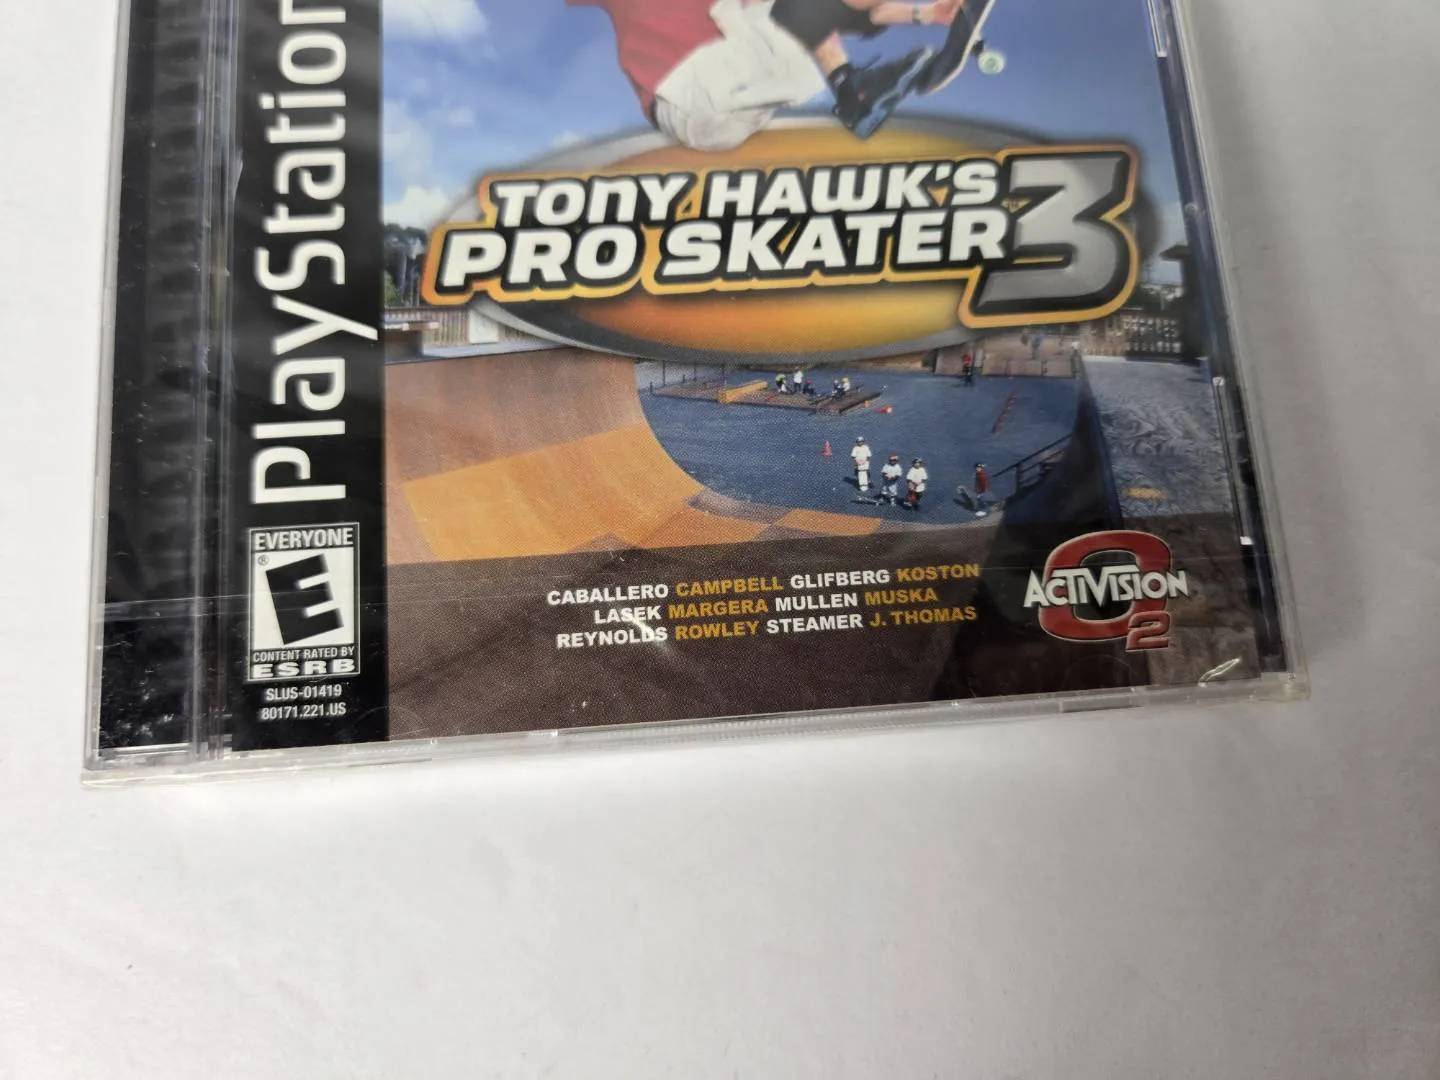 PlayStation
TONY HAWK'S
PRO SKATER 3
EVERYONE
E
®
CONTENT RATED BY
ESRB
SLUS-01419
80171.221.US
CABALLERO CAMPBELL GLIFBERG KOSTON
LASEK MARGERA MULLEN MUSKA
REYNOLDS ROWLEY STEAMER J. THOMAS
ACTIVISION
O2